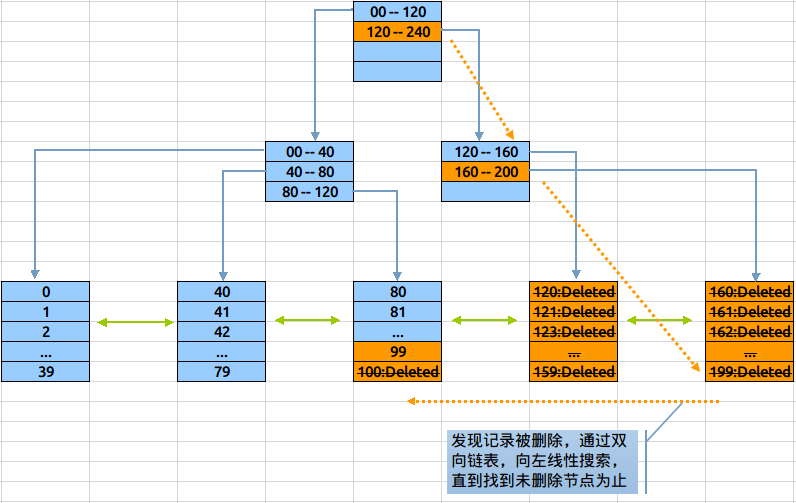 00 -- 120
120 -- 240
00 -- 40
40 -- 80
80 -- 120
120 -- 160
160 -- 200
0
1
2
...
39
40
41
42
...
79
80
81
...
99
100:Deleted
120:Deleted
121:Deleted
123:Deleted
...
159:Deleted
160:Deleted
161:Deleted
162:Deleted
...
199:Deleted
发现记录被删除，通过双
向链表，向左线性搜索，
直到找到未删除节点为止